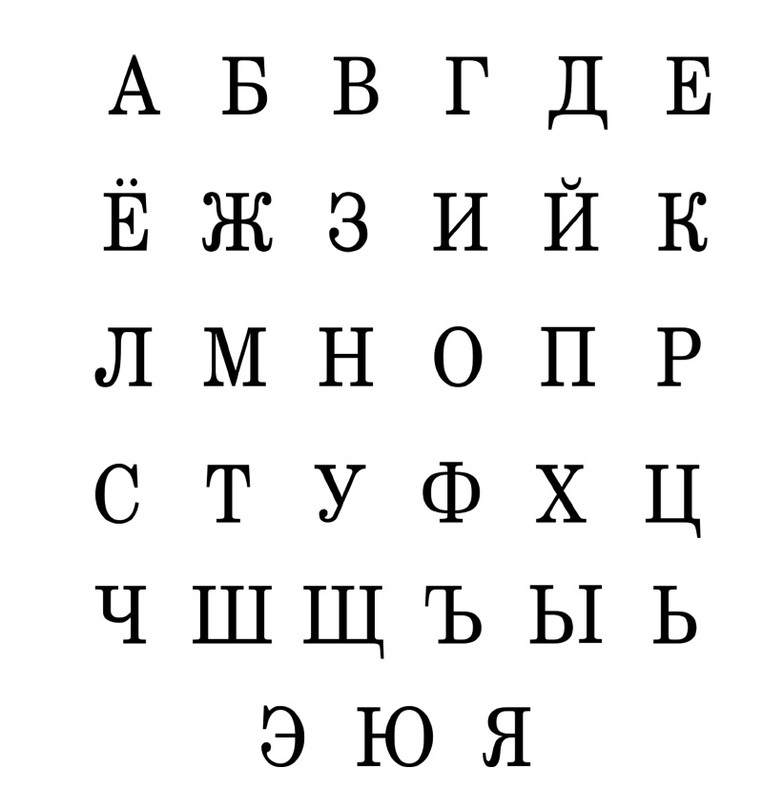 А Б В Г Д Е
Ё Ж З И Й К
Л М Н О П Р
С Т У Ф Х Ц
Ч Ш Щ Ъ Ы Ь
Э Ю Я